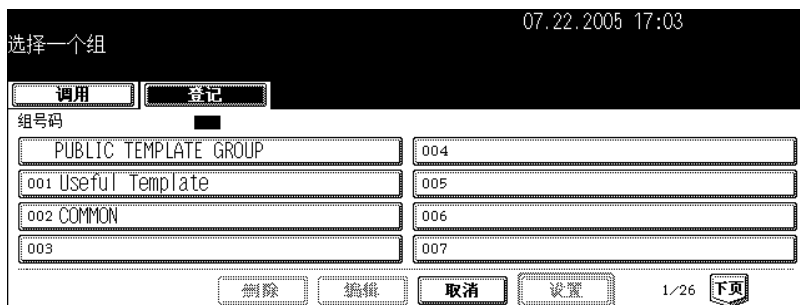 07.22.2005 17:03
选择一个组
调用 登记
组号码
PUBLIC TEMPLATE GROUP 004
001 Useful Template 005
002 COMMON 006
003 007
删除 编辑 取消 设置 1/26 下页